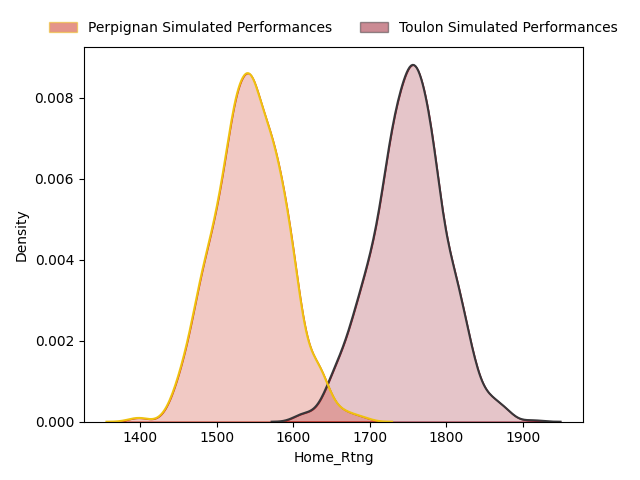 Perpignan Simulated Performances Toulon Simulated Performances
Density
0.008
0.006
0.004
0.002
0.000
1400 1500 1600 1700 1800 1900
Home_Rtng